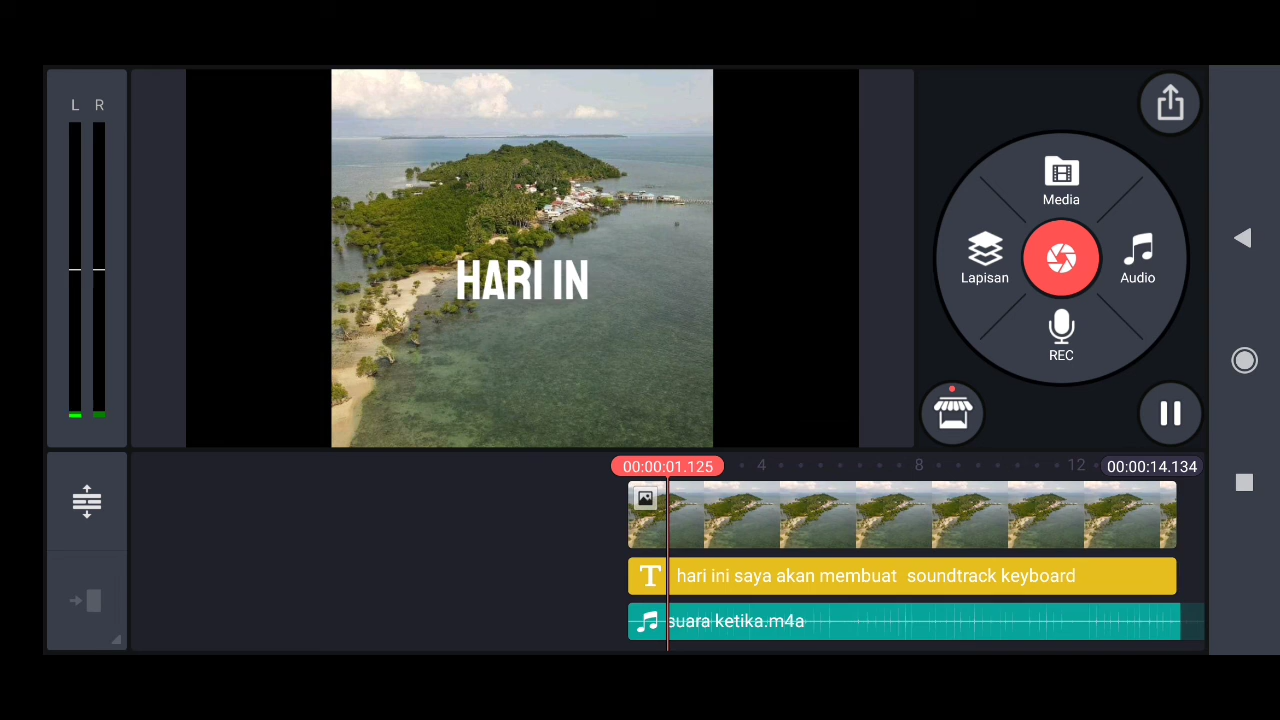 L R
HARI IN
Media
Lapisan
Audio
REC
00:00:01.125 4 8 12 00:00:14.134
T hari ini saya akan membuat soundtrack keyboard
suara ketika.m4a